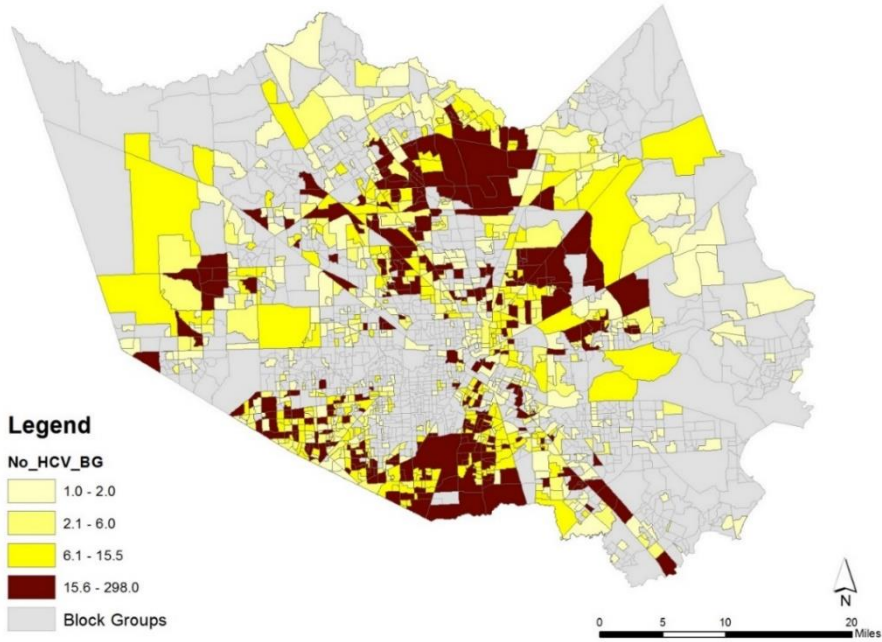 Legend
No_HCV_BG
1.0 - 2.0
2.1 - 6.0
6.1 - 15.5
15.6 - 298.0
Block Groups
N
0 5 10 20
Miles